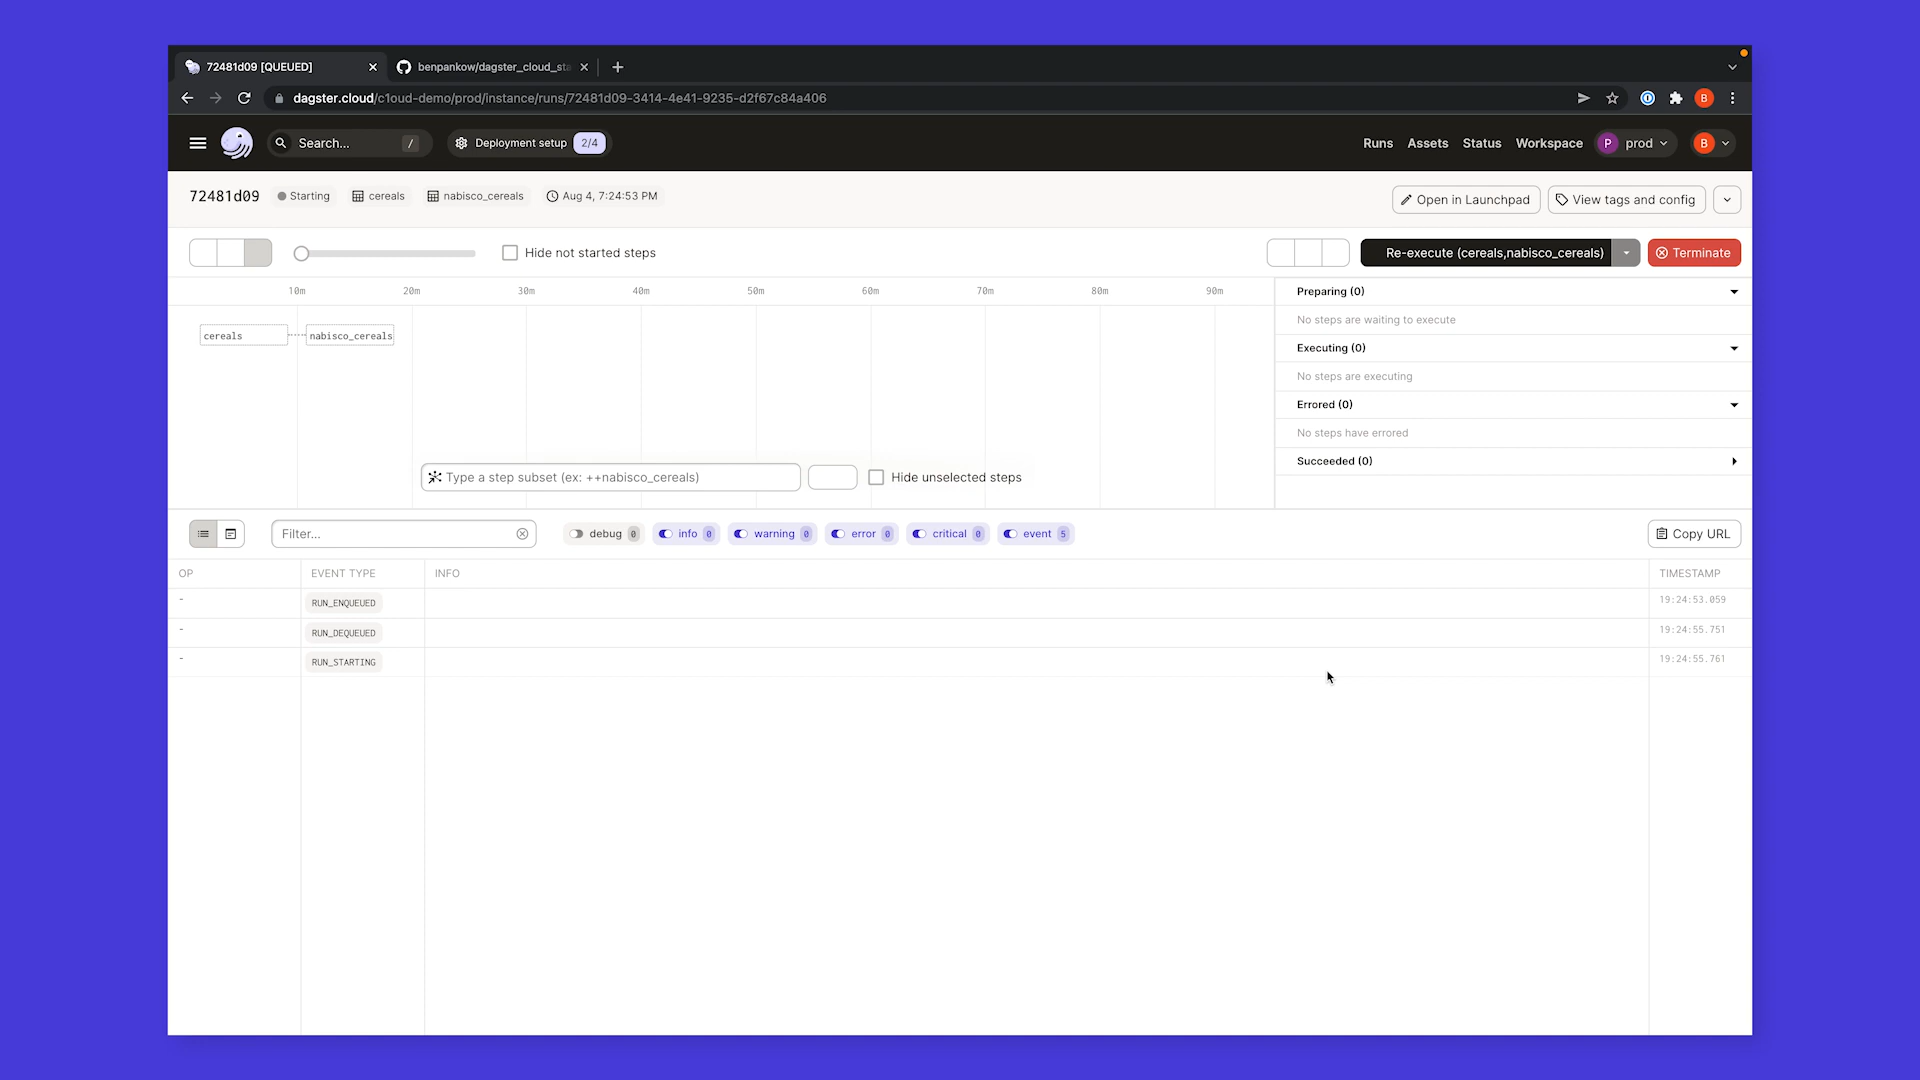 72481d09 [QUEUED]
benpankow/dagster_cloud_sta
dagster.cloud/c1oud-demo/prod/instance/runs/72481d09-3414-4e41-9235-d2f67c84a406
B
Search... /
Deployment setup 2/4
Runs Assets Status Workspace P prod B
72481d09 Starting cereals nabisco_cereals Aug 4, 7:24:53 PM
Open in Launchpad View tags and config
Hide not started steps
Re-execute (cereals,nabisco_cereals) Terminate
10m 20m 30m 40m 50m 60m 70m 80m 90m
cereals nabisco_cereals
Preparing (0)
No steps are waiting to execute
Executing (0)
No steps are executing
Errored (0)
No steps have errored
Succeeded (0)
Type a step subset (ex: ++nabisco_cereals) Hide unselected steps
Filter... debug 0 info 0 warning 0 error 0 critical 0 event 5 Copy URL
OP EVENT TYPE INFO TIMESTAMP
- RUN_ENQUEUED 19:24:53.059
- RUN_DEQUEUED 19:24:55.751
- RUN_STARTING 19:24:55.761